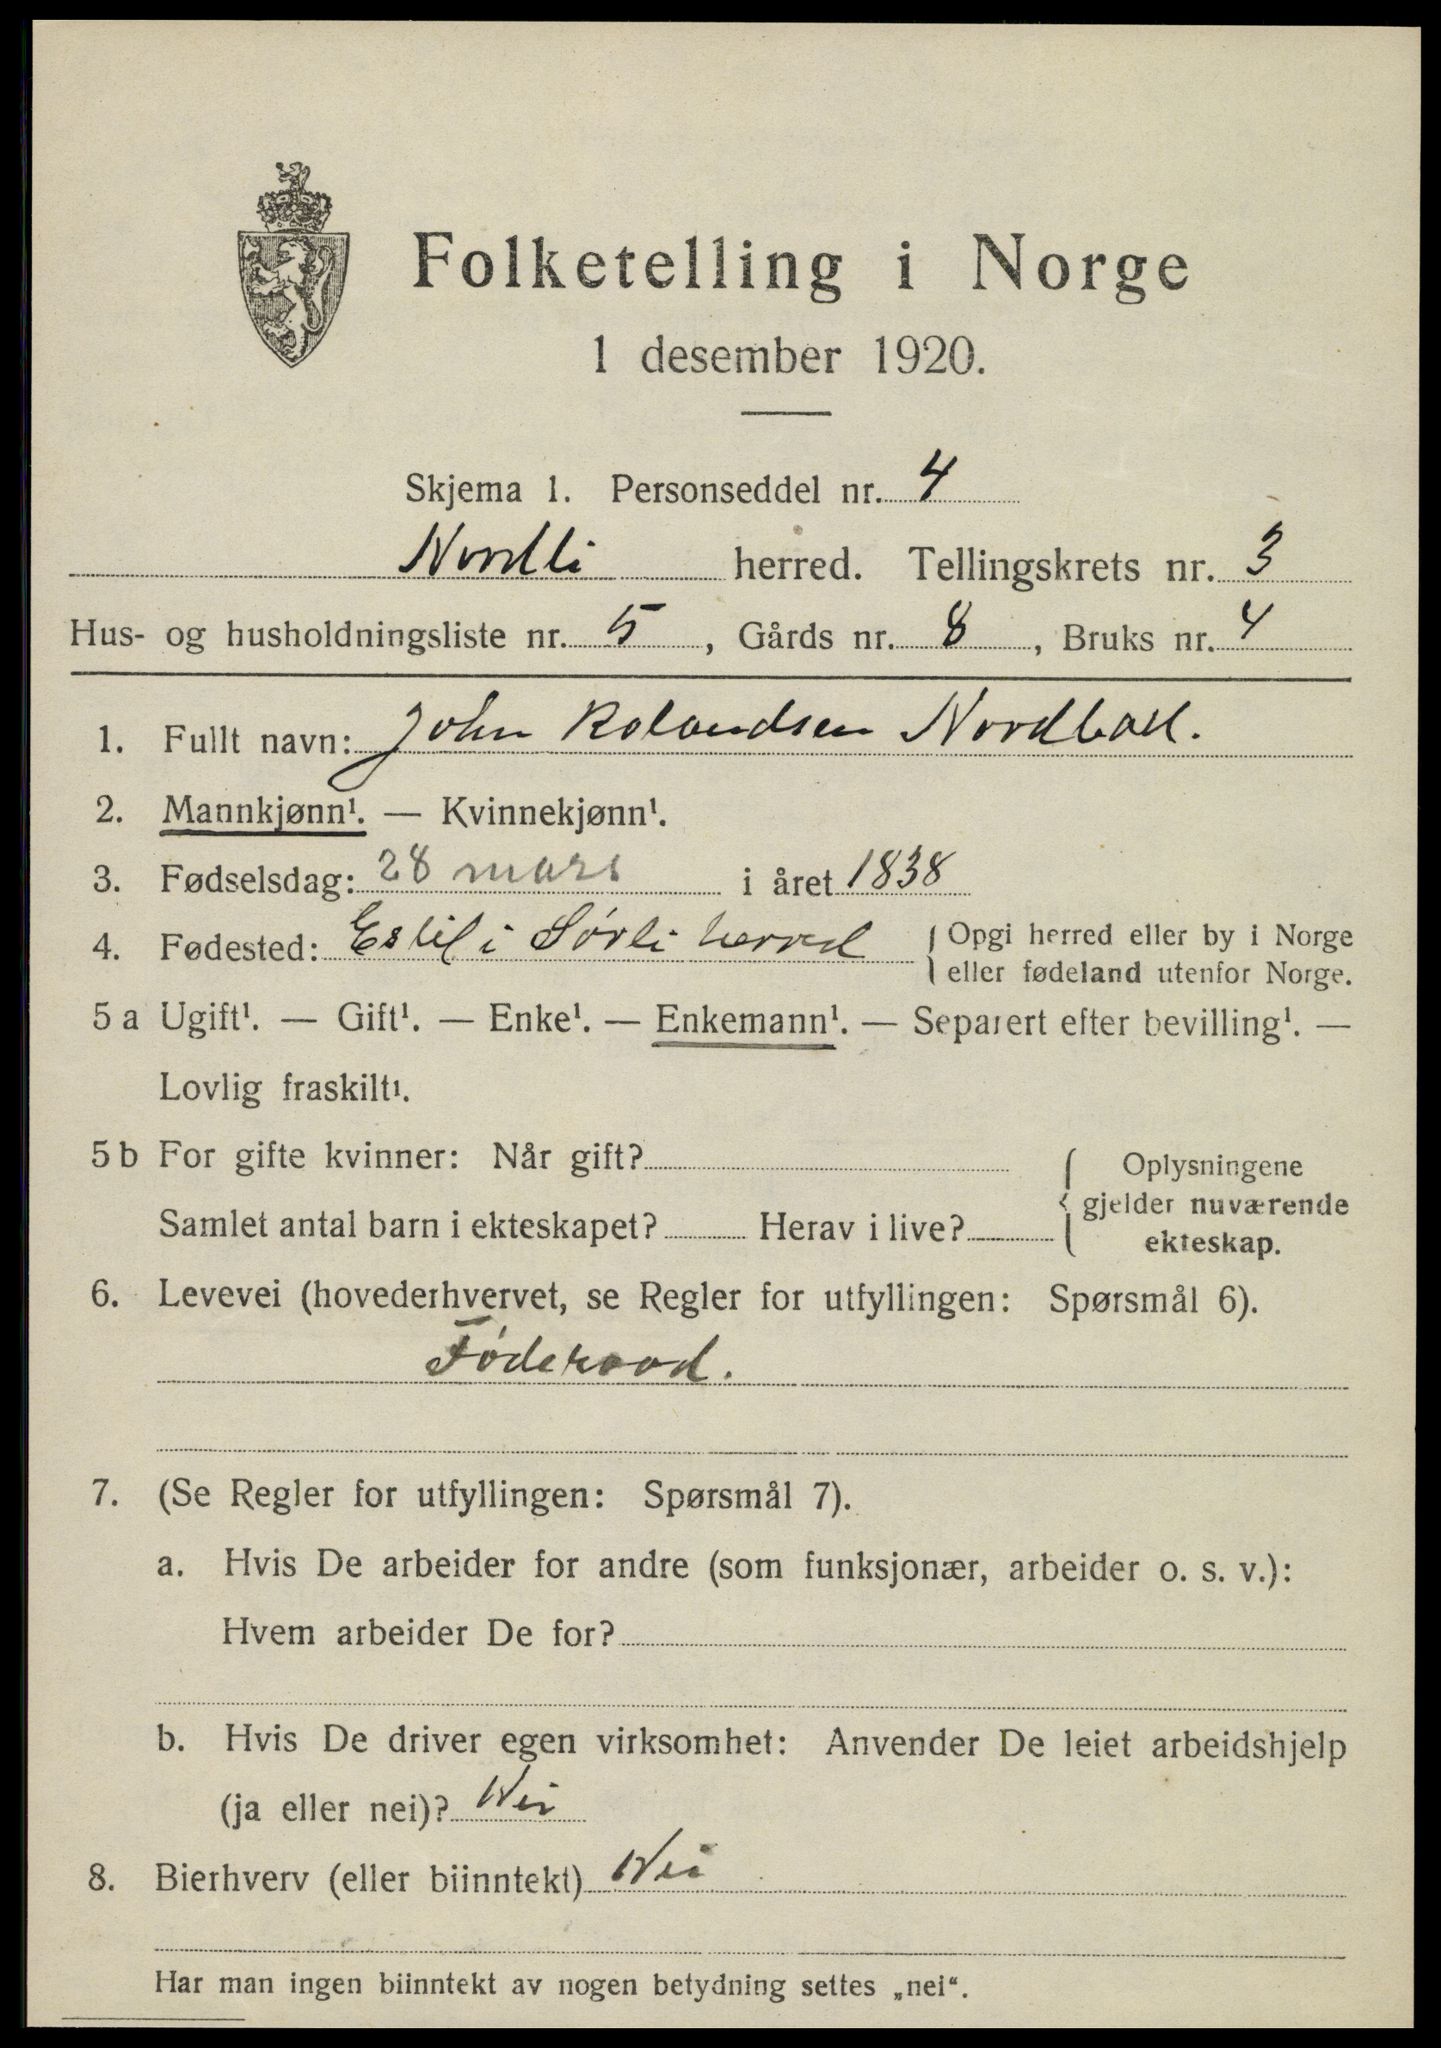 Folketelling i Norge
1 desember 1920.
Skjema 1. Personseddel nr. 4
Nordli herred. Tellingskrets nr. 3
Hus- og husholdningsliste nr. 5, Gårds nr. 8, Bruks nr. 4
1. Fullt navn: John Rolandsen Nordbak.
2. Mannkjønn¹. — Kvinnekjønn¹.
3. Fødselsdag: 28 mars i året 1838
4. Fødested: Estil i Sørli herred { Opgi herred eller by i Norge
eller fødeland utenfor Norge.
5 a Ugift¹. — Gift¹. — Enke¹. — Enkemann¹. — Separert efter bevilling¹. —
Lovlig fraskilt¹.
5 b For gifte kvinner: Når gift? { Oplysningene
gjelder nuværende
Samlet antal barn i ekteskapet? Herav i live?
ekteskap.
6. Levevei (hovederhvervet, se Regler for utfyllingen: Spørsmål 6).
Føderaad.
7. (Se Regler for utfyllingen: Spørsmål 7).
a. Hvis De arbeider for andre (som funksjonær, arbeider o. s. v.):
Hvem arbeider De for?
b. Hvis De driver egen virksomhet: Anvender De leiet arbeidshjelp
(ja eller nei)? Nei
8. Bierhverv (eller biinntekt) Nei
Har man ingen biinntekt av nogen betydning settes „nei“.